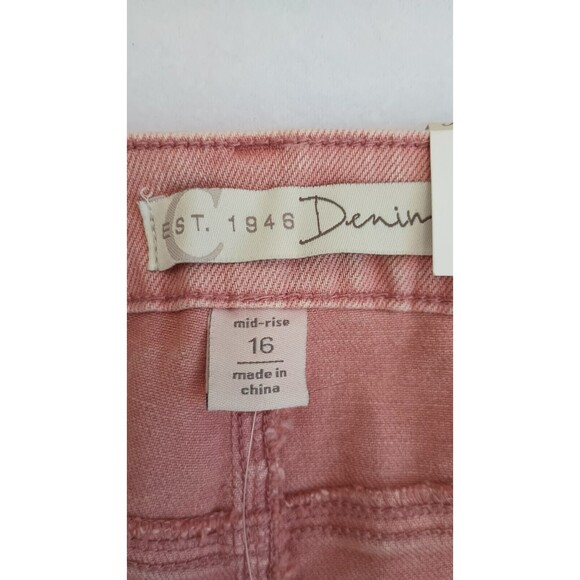 C
EST. 1946 Denim
mid-rise
16
made in
china